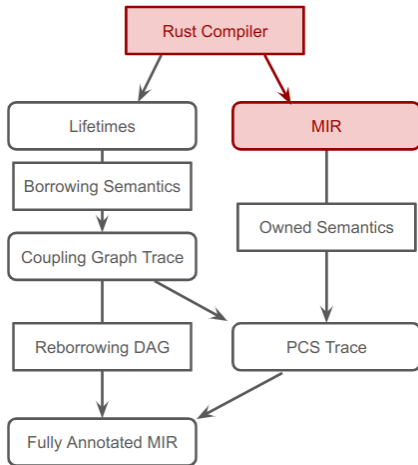 Rust Compiler
Lifetimes
MIR
Borrowing Semantics
Owned Semantics
Coupling Graph Trace
Reborrowing DAG
PCS Trace
Fully Annotated MIR